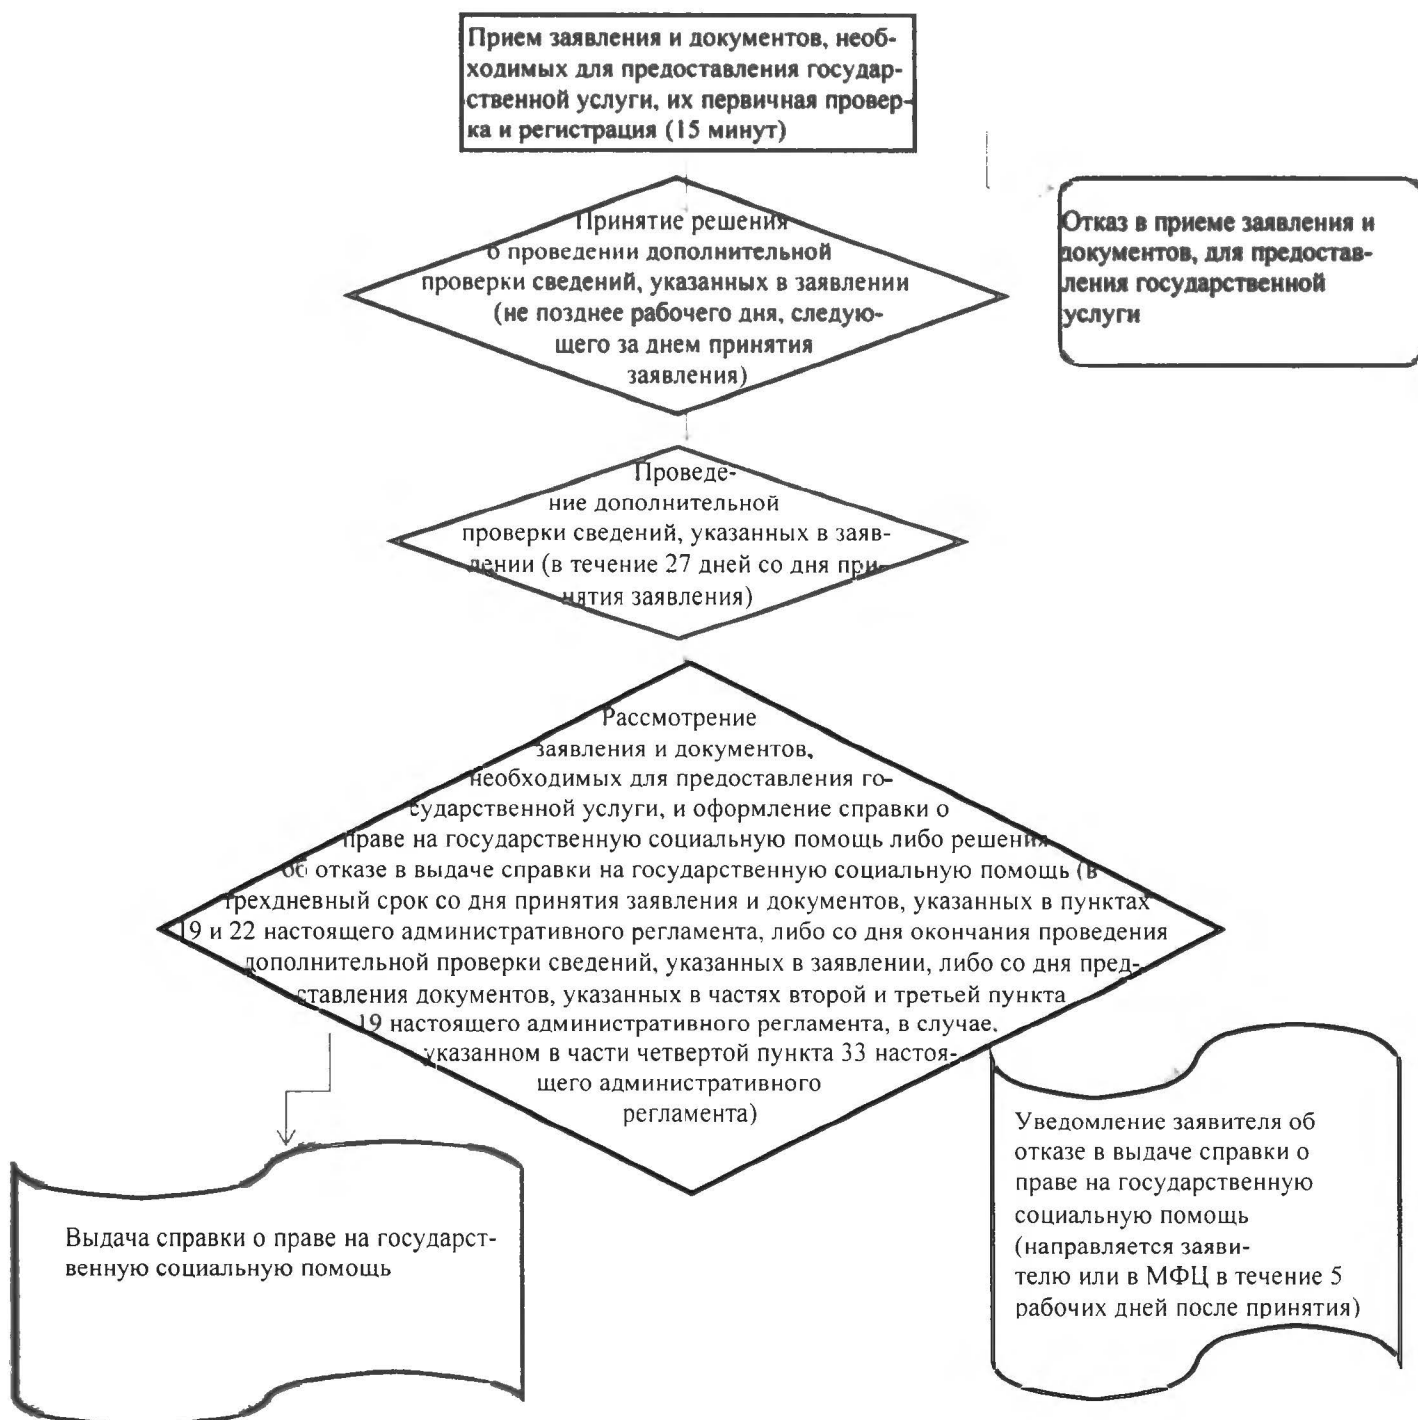 Прием заявления и документов, необ-
ходимых для предоставления государ-
ственной услуги, их первичная провер-
ка и регистрация (15 минут)
Принятие решения
о проведении дополнительной
проверки сведений, указанных в заявлении
(не позднее рабочего дня, следую-
щего за днем принятия
заявления)
Отказ в приеме заявления и
документов, для предостав-
ления государственной
услуги
Проведе-
ние дополнительной
проверки сведений, указанных в заяв-
лении (в течение 27 дней со дня при-
нятия заявления)
Рассмотрение
заявления и документов,
необходимых для предоставления го-
сударственной услуги, и оформление справки о
праве на государственную социальную помощь либо решения
об отказе в выдаче справки на государственную социальную помощь (в
трехдневный срок со дня принятия заявления и документов, указанных в пунктах
19 и 22 настоящего административного регламента, либо со дня окончания проведения
дополнительной проверки сведений, указанных в заявлении, либо со дня пред-
ставления документов, указанных в частях второй и третьей пункта
19 настоящего административного регламента, в случае,
указанном в части четвертой пункта 33 настоя-
щего административного
регламента)
Выдача справки о праве на государст-
венную социальную помощь
Уведомление заявителя об
отказе в выдаче справки о
праве на государственную
социальную помощь
(направляется заяви-
телю или в МФЦ в течение 5
рабочих дней после принятия)